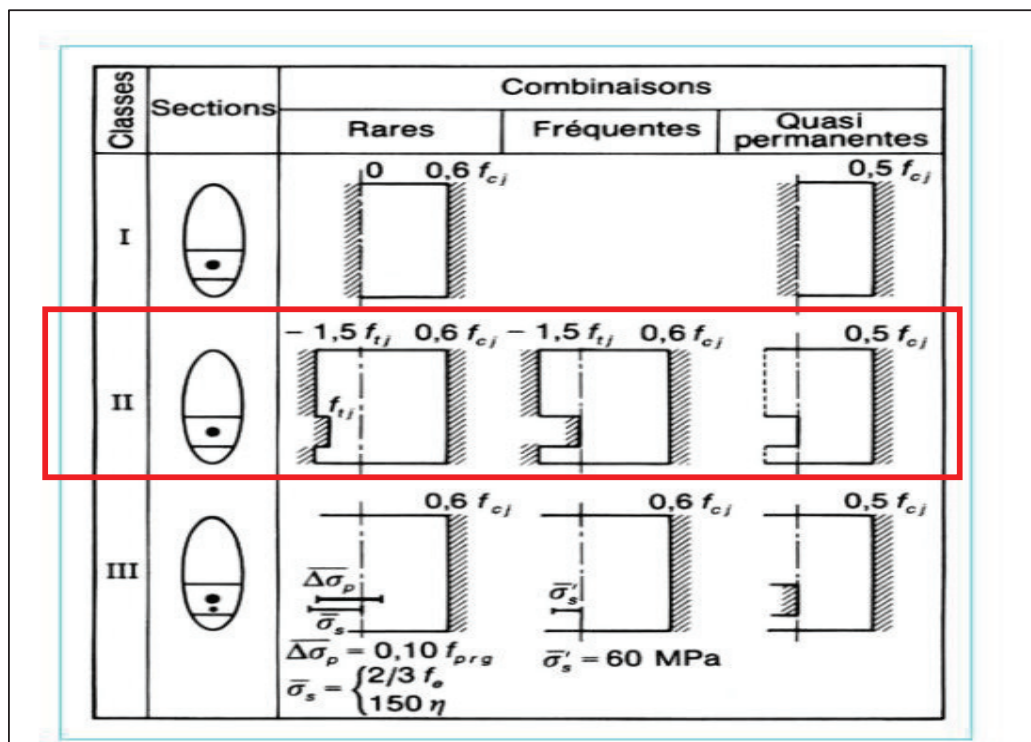 Classes
Sections
Combinaisons
Rares
Fréquentes
Quasi
permanentes
I
0 0,6 f_cj
0,5 f_cj
II
− 1,5 f_tj 0,6 f_cj
f_tj
− 1,5 f_tj 0,6 f_cj
0,5 f_cj
III
0,6 f_cj
Δσ̅_p
σ̅_s
Δσ̅_p = 0,10 f_prg
σ̅_s = { 2/3 f_e
150 η
0,6 f_cj
σ̅_s′
σ̅_s′ = 60 MPa
0,5 f_cj